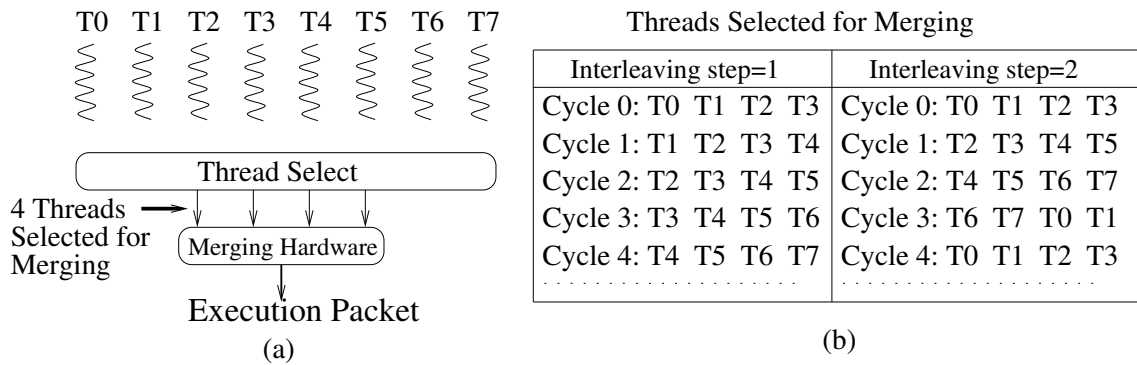 T0 T1 T2 T3 T4 T5 T6 T7
Thread Select
4 Threads
Selected for
Merging
Merging Hardware
Execution Packet
(a)
Threads Selected for Merging
Interleaving step=1
Cycle 0: T0 T1 T2 T3
Cycle 1: T1 T2 T3 T4
Cycle 2: T2 T3 T4 T5
Cycle 3: T3 T4 T5 T6
Cycle 4: T4 T5 T6 T7
. . . . . . . . . . . . . . . . . . . .
Interleaving step=2
Cycle 0: T0 T1 T2 T3
Cycle 1: T2 T3 T4 T5
Cycle 2: T4 T5 T6 T7
Cycle 3: T6 T7 T0 T1
Cycle 4: T0 T1 T2 T3
. . . . . . . . . . . . . . . . . . . .
(b)